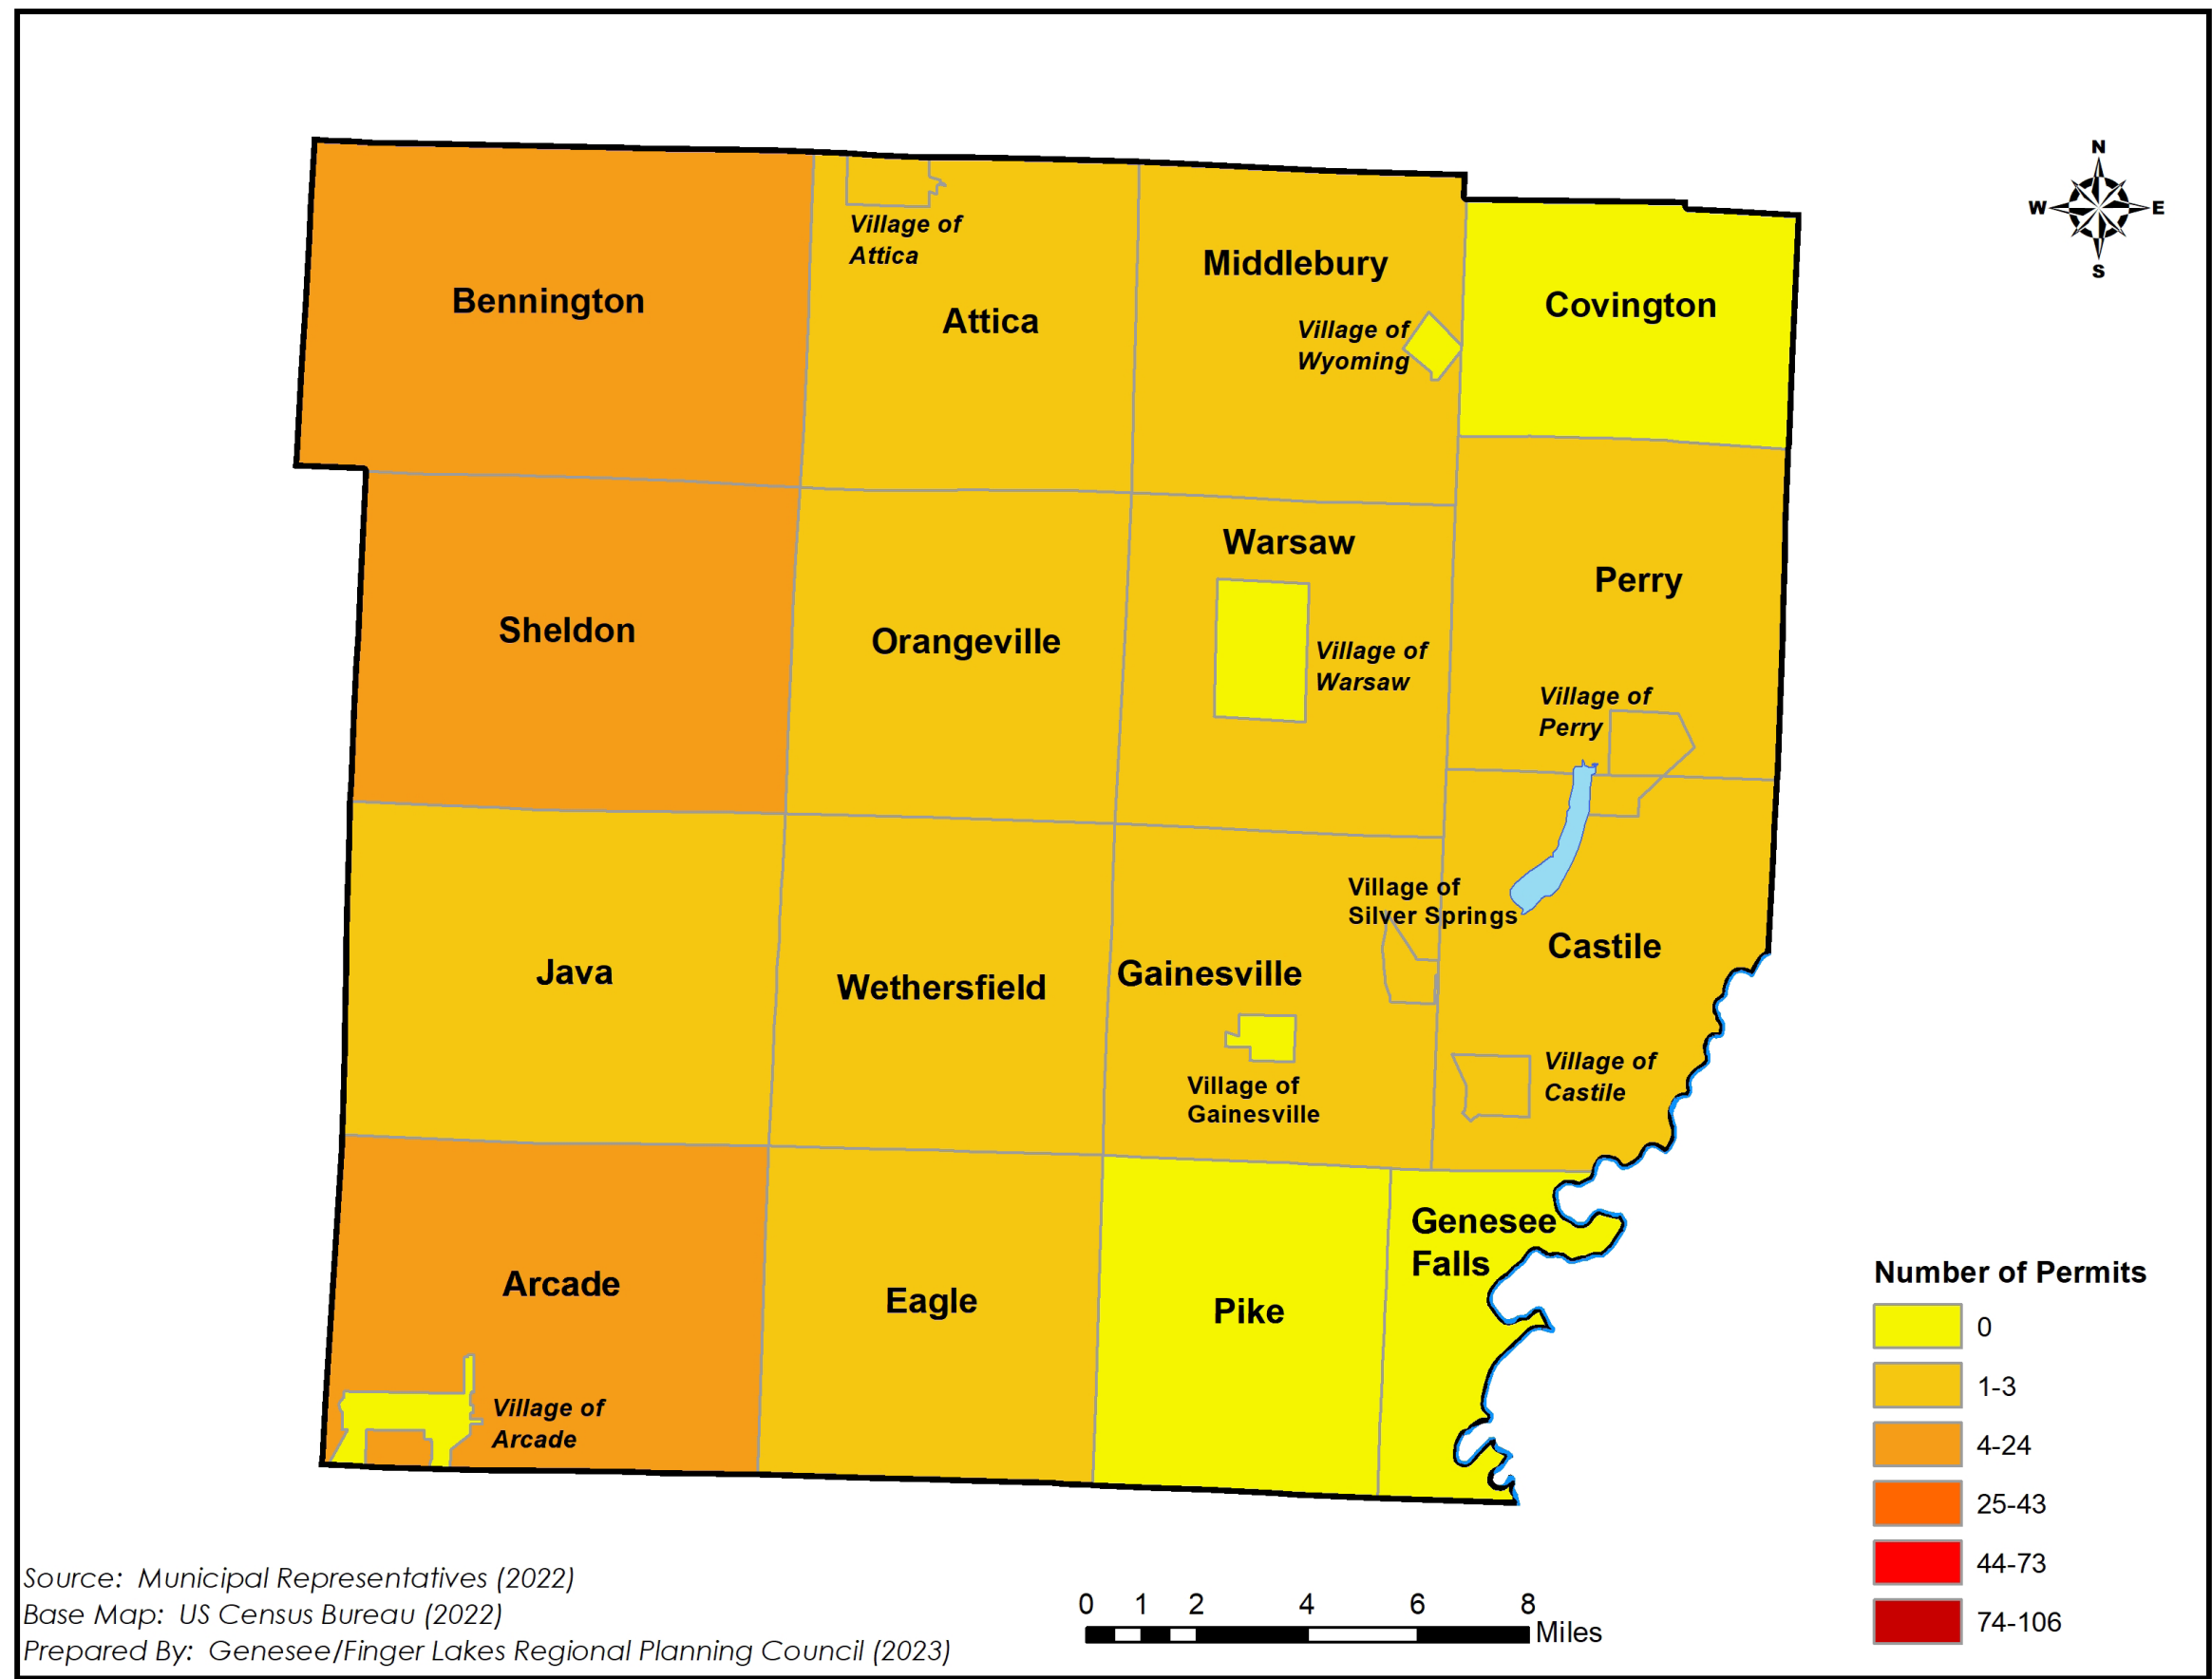 N
W E
S
Village of
Attica
Bennington
Attica
Middlebury
Village of
Wyoming
Covington
Sheldon
Orangeville
Warsaw
Village of
Warsaw
Perry
Village of
Perry
Java
Wethersfield
Gainesville
Village of
Silver Springs
Castile
Village of
Gainesville
Village of
Castile
Arcade
Village of
Arcade
Eagle
Pike
Genesee
Falls
Number of Permits
0
1-3
4-24
25-43
44-73
74-106
0 1 2 4 6 8
Miles
Source: Municipal Representatives (2022)
Base Map: US Census Bureau (2022)
Prepared By: Genesee/Finger Lakes Regional Planning Council (2023)